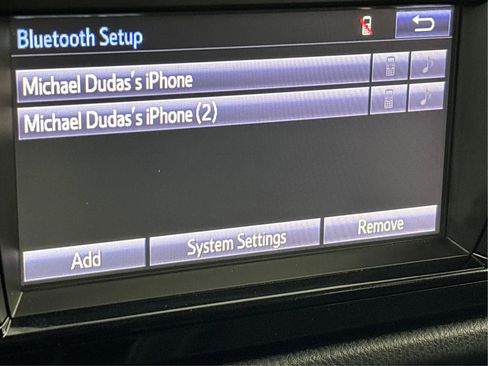 Bluetooth Setup
Michael Dudas's iPhone
Michael Dudas's iPhone (2)
Add System Settings Remove